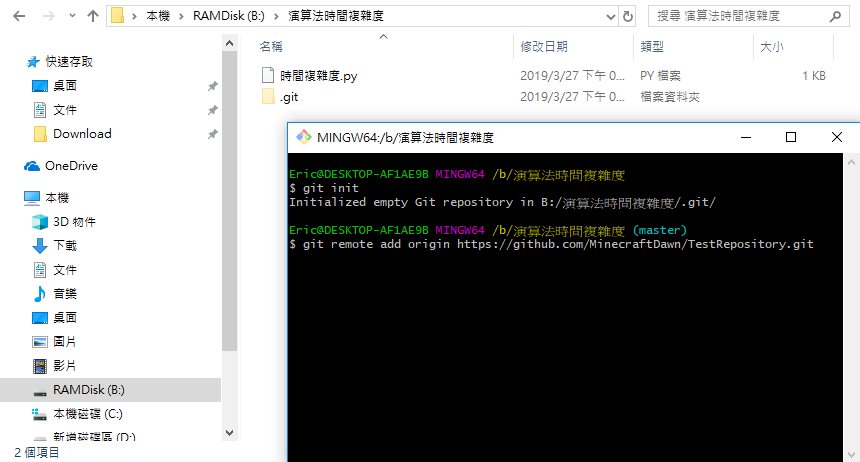 本機 > RAMDisk (B:) > 演算法時間複雜度
搜尋 演算法時間複雜度
快速存取
桌面
文件
Download
OneDrive
本機
3D 物件
下載
文件
音樂
桌面
圖片
影片
RAMDisk (B:)
本機磁碟 (C:)
新增磁碟區 (D:)
2 個項目
名稱 修改日期 類型 大小
時間複雜度.py 2019/3/27 下午 0... PY 檔案 1 KB
.git 2019/3/27 下午 0... 檔案資料夾
MINGW64:/b/演算法時間複雜度
Eric@DESKTOP-AF1AE9B MINGW64 /b/演算法時間複雜度
$ git init
Initialized empty Git repository in B:/演算法時間複雜度/.git/
Eric@DESKTOP-AF1AE9B MINGW64 /b/演算法時間複雜度 (master)
$ git remote add origin https://github.com/MinecraftDawn/TestRepository.git